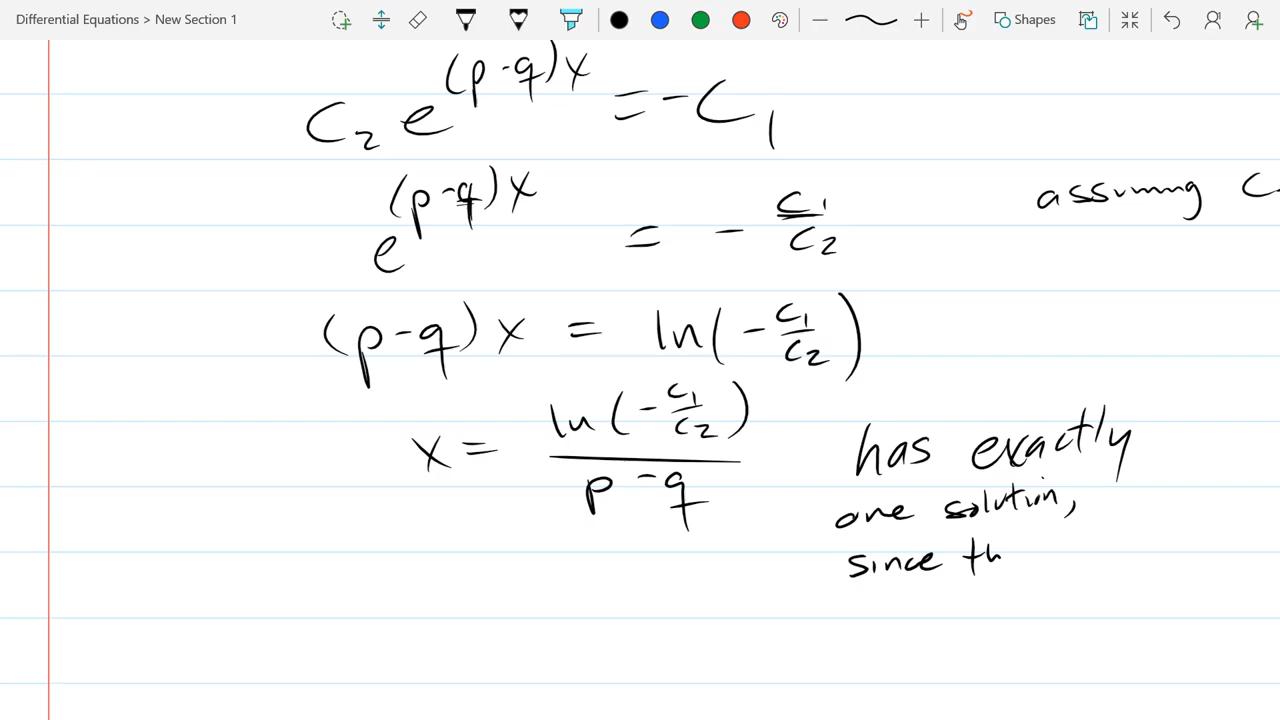 Differential Equations > New Section 1
Shapes
C₂ e^((p-q)x) = -C₁
e^((p-q)x) = - C₁/C₂
assuming C
(p-q)x = ln(- C₁/C₂)
x = ln(- C₁/C₂) / (p-q)
has exactly
one solution,
since th